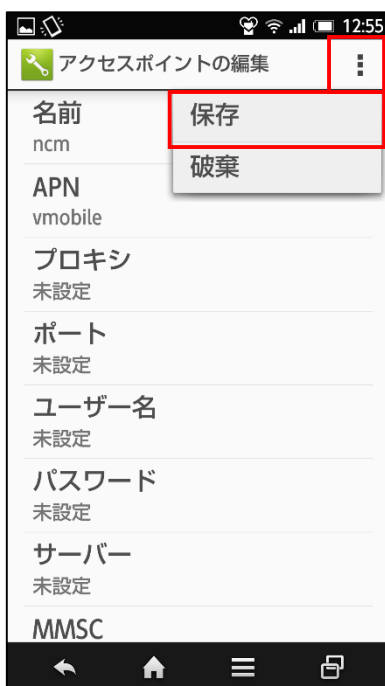 12:55
アクセスポイントの編集
保存
破棄
名前
ncm
APN
vmobile
プロキシ
未設定
ポート
未設定
ユーザー名
未設定
パスワード
未設定
サーバー
未設定
MMSC